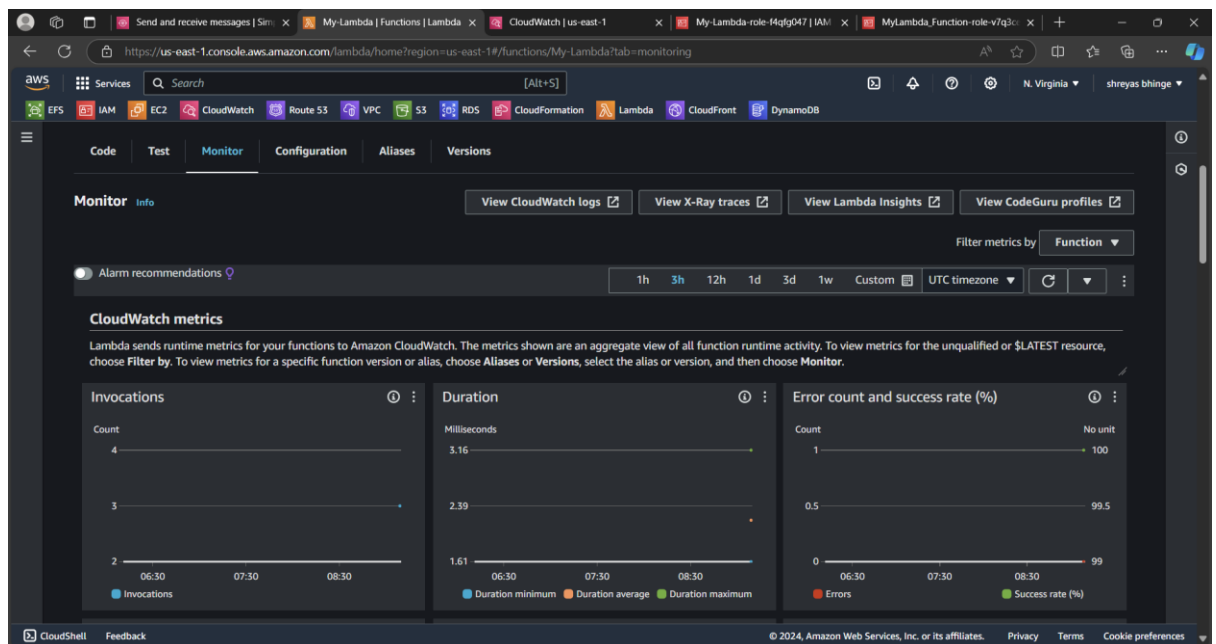 Send and receive messages | Sim
My-Lambda | Functions | Lambda
CloudWatch | us-east-1
My-Lambda-role-f4qfg047 | IAM
MyLambda_Function-role-v7q3c
https://us-east-1.console.aws.amazon.com/lambda/home?region=us-east-1#/functions/My-Lambda?tab=monitoring
aws Services Search [Alt+S] N. Virginia shreyas bhinge
EFS IAM EC2 CloudWatch Route 53 VPC S3 RDS CloudFormation Lambda CloudFront DynamoDB
Code Test Monitor Configuration Aliases Versions
Monitor Info View CloudWatch logs View X-Ray traces View Lambda Insights View CodeGuru profiles
Filter metrics by Function
Alarm recommendations 1h 3h 12h 1d 3d 1w Custom UTC timezone
CloudWatch metrics
Lambda sends runtime metrics for your functions to Amazon CloudWatch. The metrics shown are an aggregate view of all function runtime activity. To view metrics for the unqualified or $LATEST resource,
choose Filter by. To view metrics for a specific function version or alias, choose Aliases or Versions, select the alias or version, and then choose Monitor.
Invocations
Count
4
3
2
06:30 07:30 08:30
Invocations
Duration
Milliseconds
3.16
2.39
1.61
06:30 07:30 08:30
Duration minimum Duration average Duration maximum
Error count and success rate (%)
Count No unit
1 100
0.5 99.5
0 99
06:30 07:30 08:30
Errors Success rate (%)
CloudShell Feedback © 2024, Amazon Web Services, Inc. or its affiliates. Privacy Terms Cookie preferences